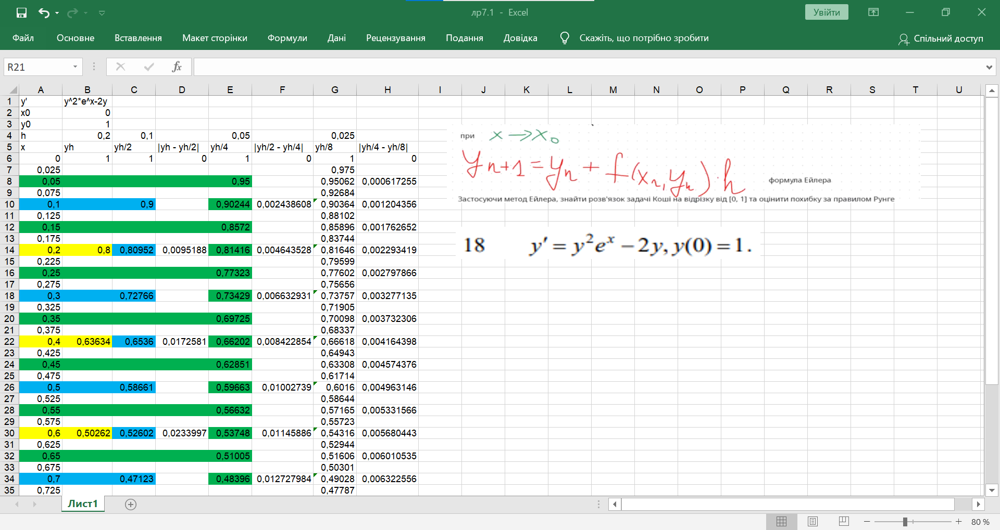 лр7.1 - Excel
Увійти
Файл Основне Вставлення Макет сторінки Формули Дані Рецензування Подання Довідка Скажіть, що потрібно зробити Спільний доступ
R21 fx
A B C D E F G H I J K L M N O P Q R S T U
1 y' y^2*e^x-2y
2 x0 0
3 y0 1
4 h 0,2 0,1 0,05 0,025
5 x yh yh/2 |yh - yh/2| yh/4 |yh/2 - yh/4| yh/8 |yh/4 - yh/8|
6 0 1 1 0 1 0 1 0
7 0,025 0,975
8 0,05 0,95 0,95062 0,000617255
9 0,075 0,92684
10 0,1 0,9 0,90244 0,002438608 0,90364 0,001204356
11 0,125 0,88102
12 0,15 0,8572 0,85896 0,001762652
13 0,175 0,83744
14 0,2 0,8 0,80952 0,0095188 0,81416 0,004643528 0,81646 0,002293419
15 0,225 0,79599
16 0,25 0,77323 0,77602 0,002797866
17 0,275 0,75656
18 0,3 0,72766 0,73429 0,006632931 0,73757 0,003277135
19 0,325 0,71905
20 0,35 0,69725 0,70098 0,003732306
21 0,375 0,68337
22 0,4 0,63634 0,6536 0,0172581 0,66202 0,008422854 0,66618 0,004164398
23 0,425 0,64943
24 0,45 0,62851 0,63308 0,004574376
25 0,475 0,61714
26 0,5 0,58661 0,59663 0,01002739 0,6016 0,004963146
27 0,525 0,58644
28 0,55 0,56632 0,57165 0,005331566
29 0,575 0,55723
30 0,6 0,50262 0,52602 0,0233997 0,53748 0,01145886 0,54316 0,005680443
31 0,625 0,52944
32 0,65 0,51005 0,51606 0,006010535
33 0,675 0,50301
34 0,7 0,47123 0,48396 0,012727984 0,49028 0,006322556
35 0,725 0,47787
при x → x₀
yₙ₊₁ = yₙ + f(xₙ, yₙ)·h формула Ейлера
Застосуючи метод Ейлера, знайти розв'язок задачі Коші на відрізку від [0, 1] та оцінити похибку за правилом Рунге
18 y′ = y²eˣ − 2y, y(0) = 1.
Лист1
80 %